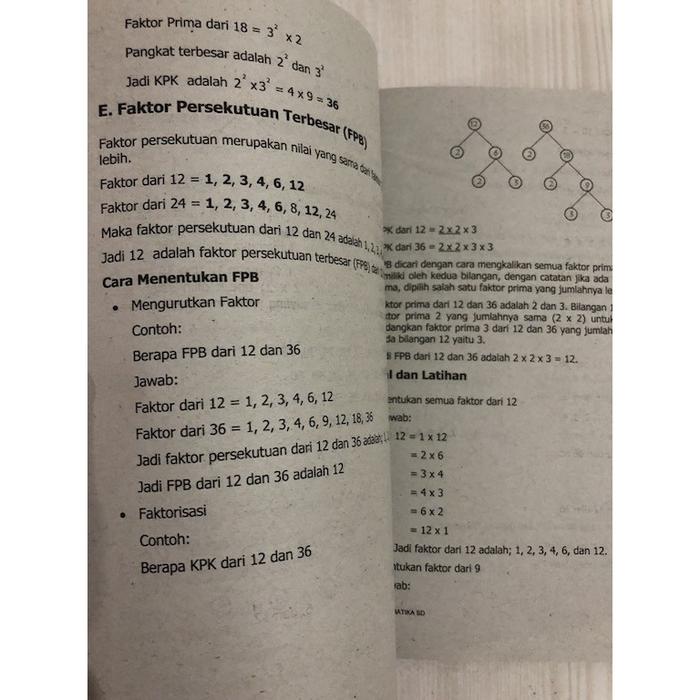 Faktor Prima dari 18 = 3² x 2
Pangkat terbesar adalah 2² dan 3²
Jadi KPK adalah 2² x3² = 4 x 9 = 36
E. Faktor Persekutuan Terbesar (FPB)
Faktor persekutuan merupakan nilai yang sama dari
lebih.
Faktor dari 12 = 1, 2, 3, 4, 6, 12
Faktor dari 24 = 1, 2, 3, 4, 6, 8, 12, 24
Maka faktor persekutuan dari 12 dan 24 adalah 1, 2, 3,
Jadi 12 adalah faktor persekutuan terbesar (FPB)
Cara Menentukan FPB
• Mengurutkan Faktor
Contoh:
Berapa FPB dari 12 dan 36
Jawab:
Faktor dari 12 = 1, 2, 3, 4, 6, 12
Faktor dari 36 = 1, 2, 3, 4, 6, 9, 12, 18, 36
Jadi faktor persekutuan dari 12 dan 36 adalah; 1,
Jadi FPB dari 12 dan 36 adalah 12
• Faktorisasi
Contoh:
Berapa KPK dari 12 dan 36
12 36
2 6 2 18
2 3 2 9
3 3
PK dari 12 = 2 x 2 x 3
PK dari 36 = 2 x 2 x 3 x 3
dicari dengan cara mengkalikan semua faktor prim
miliki oleh kedua bilangan, dengan catatan jika ada
ma, dipilih salah satu faktor prima yang jumlahnya le
ktor prima dari 12 dan 36 adalah 2 dan 3. Bilangan
ktor prima 2 yang jumlahnya sama (2 x 2) untuk
dangkan faktor prima 3 dari 12 dan 36 yang jumlah
da bilangan 12 yaitu 3.
i FPB dari 12 dan 36 adalah 2 x 2 x 3 = 12.
l dan Latihan
entukan semua faktor dari 12
wab:
12 = 1 x 12
= 2 x 6
= 3 x 4
= 4 x 3
= 6 x 2
= 12 x 1
Jadi faktor dari 12 adalah; 1, 2, 3, 4, 6, dan 12.
ntukan faktor dari 9
ab:
MATIKA SD